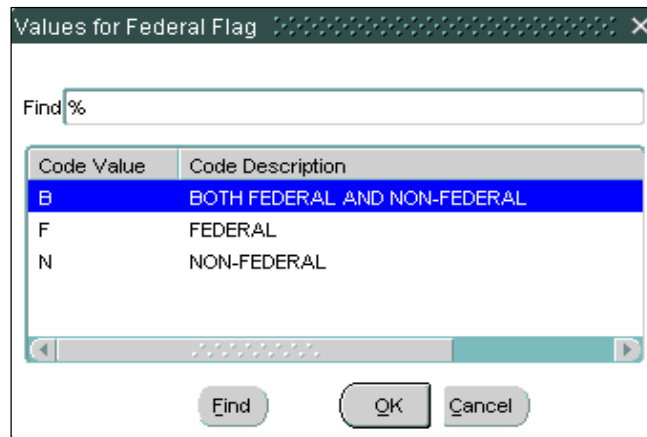 Values for Federal Flag
Find %
Code Value Code Description
B BOTH FEDERAL AND NON-FEDERAL
F FEDERAL
N NON-FEDERAL
Find OK Cancel